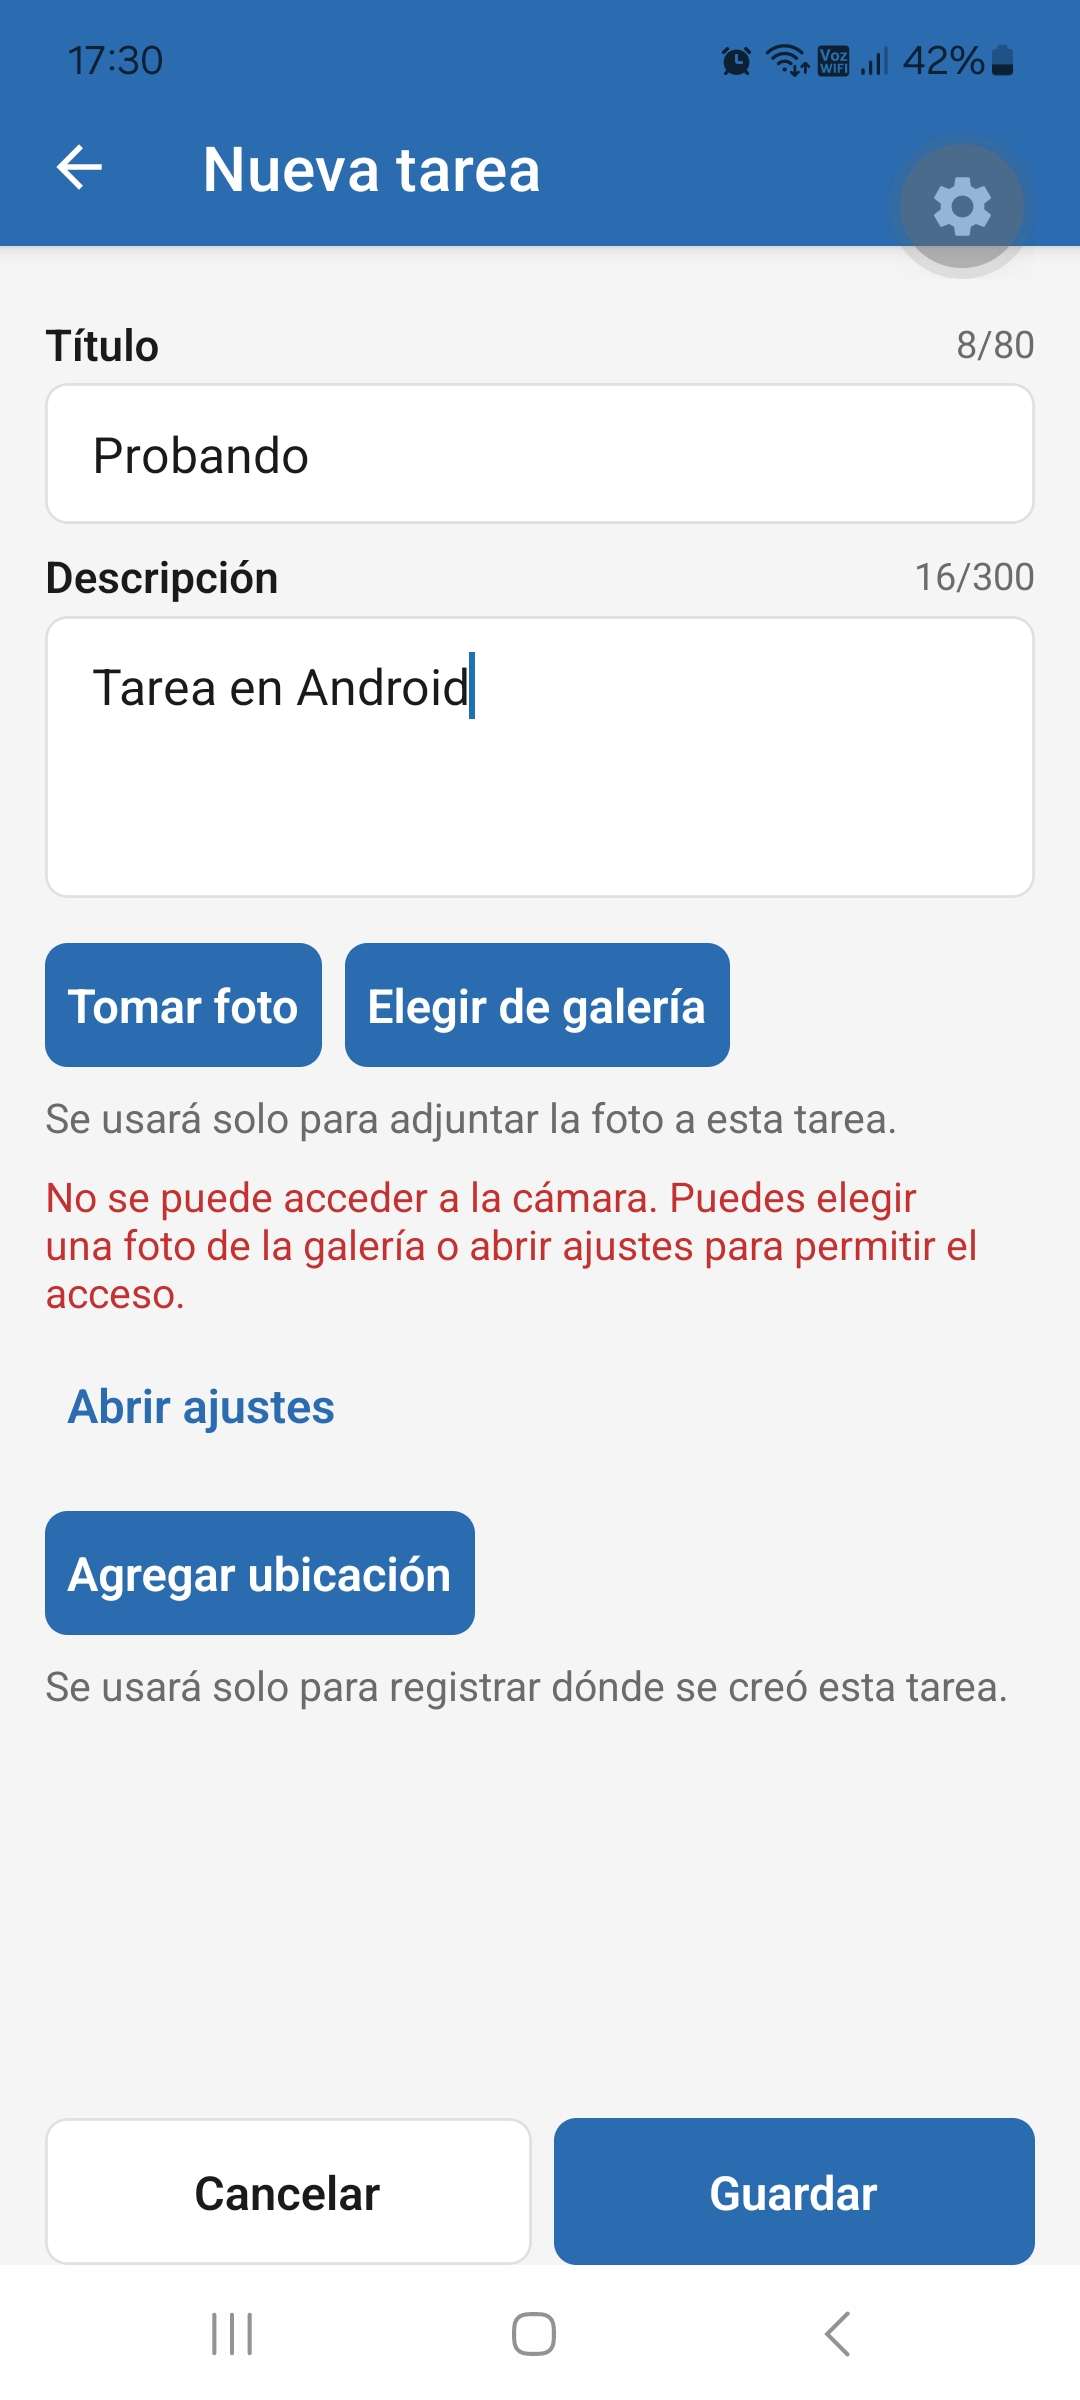 17:30
Voz WIFI 42%
Nueva tarea
Título 8/80
Probando
Descripción 16/300
Tarea en Android
Tomar foto Elegir de galería
Se usará solo para adjuntar la foto a esta tarea.
No se puede acceder a la cámara. Puedes elegir
una foto de la galería o abrir ajustes para permitir el
acceso.
Abrir ajustes
Agregar ubicación
Se usará solo para registrar dónde se creó esta tarea.
Cancelar Guardar